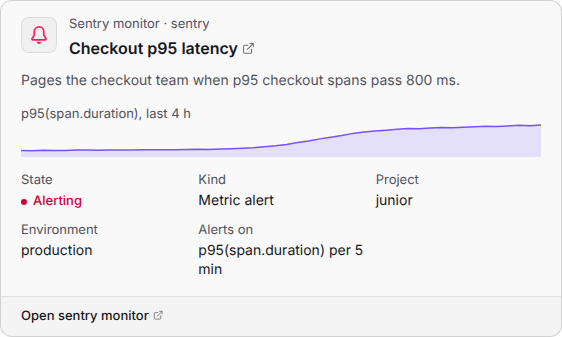 Sentry monitor · sentry
Checkout p95 latency
Pages the checkout team when p95 checkout spans pass 800 ms.
p95(span.duration), last 4 h
State
Alerting
Kind
Metric alert
Project
junior
Environment
production
Alerts on
p95(span.duration) per 5
min
Open sentry monitor